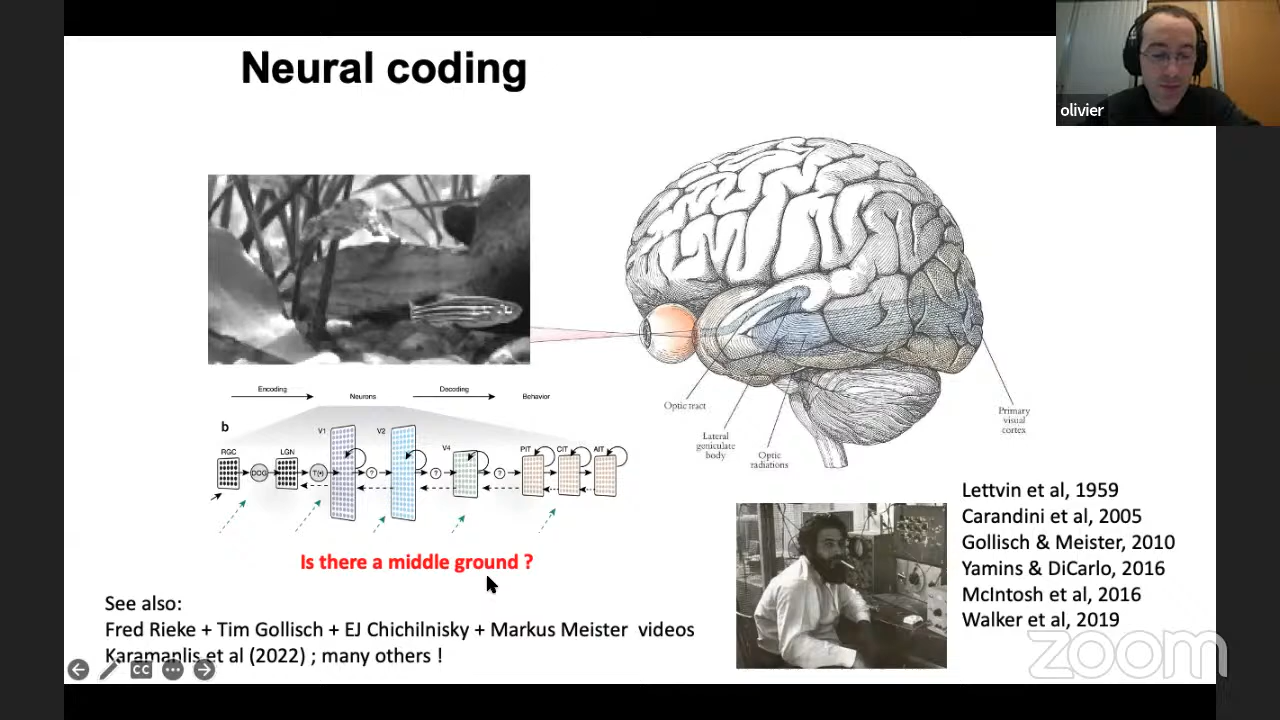 Neural coding
olivier
Encoding
Neurons
Decoding
Behavior
b
RGC
DOG
LGN
T(•)
V1
?
V2
?
V4
?
PIT
CIT
AIT
Optic tract
Lateral
geniculate
body
Optic
radiations
Primary
visual
cortex
Is there a middle ground ?
Lettvin et al, 1959
Carandini et al, 2005
Gollisch & Meister, 2010
Yamins & DiCarlo, 2016
McIntosh et al, 2016
Walker et al, 2019
See also:
Fred Rieke + Tim Gollisch + EJ Chichilnisky + Markus Meister videos
Karamanlis et al (2022) ; many others !
CC
zoom